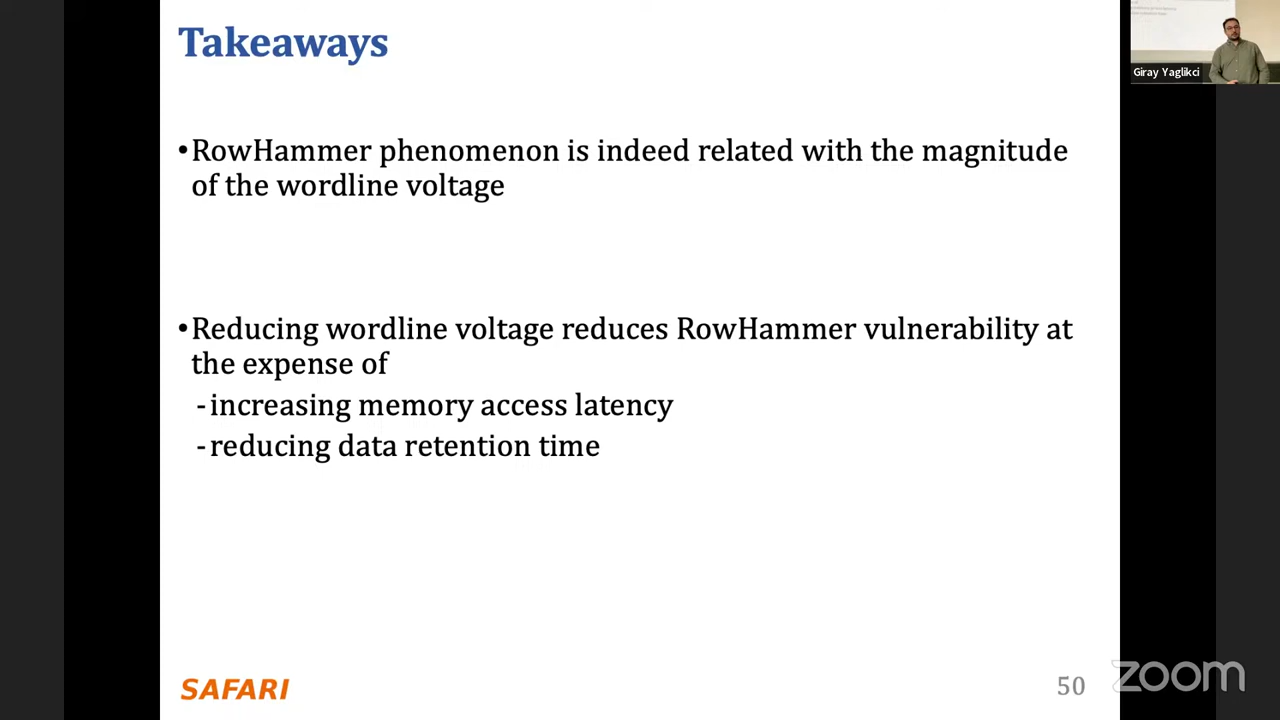 Takeaways
Giray Yaglikci
•RowHammer phenomenon is indeed related with the magnitude
of the wordline voltage
•Reducing wordline voltage reduces RowHammer vulnerability at
the expense of
-increasing memory access latency
-reducing data retention time
SAFARI
50
zoom